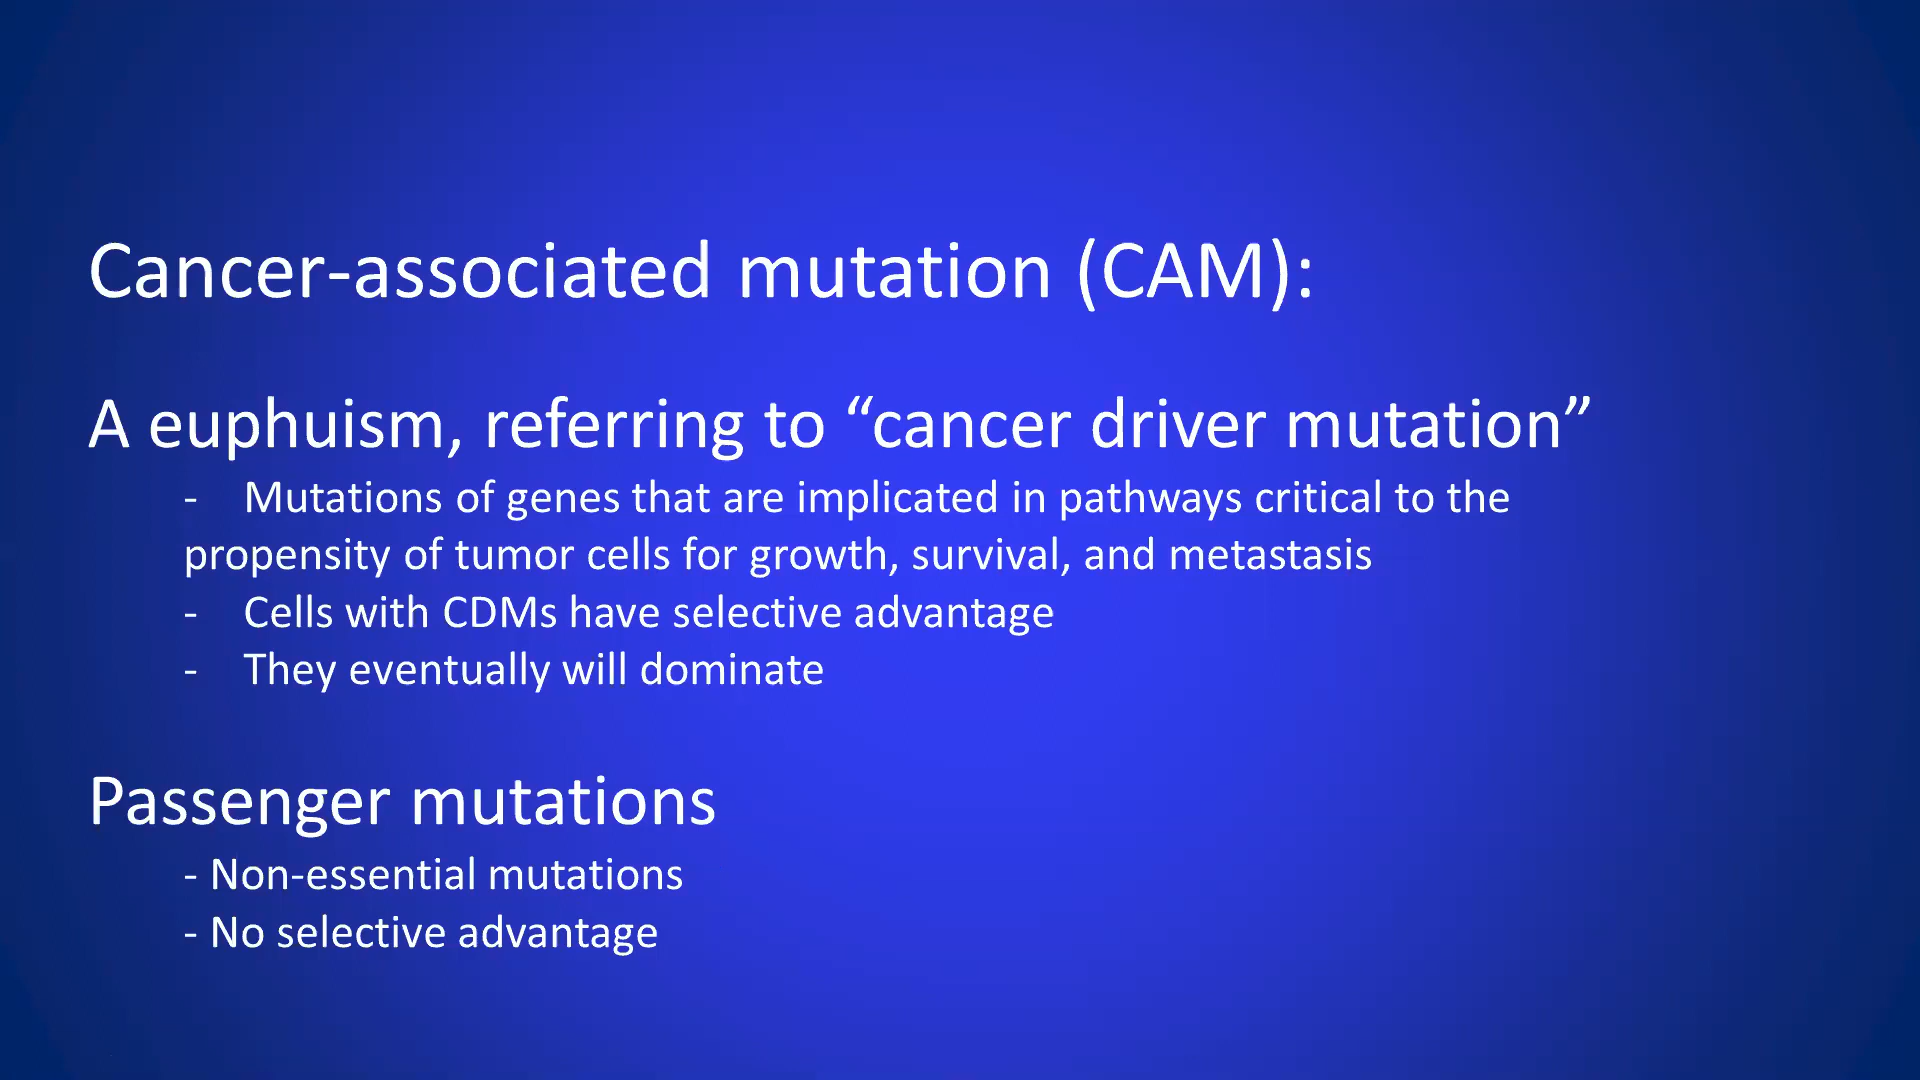 Cancer-associated mutation (CAM):
A euphuism, referring to “cancer driver mutation”
- Mutations of genes that are implicated in pathways critical to the
propensity of tumor cells for growth, survival, and metastasis
- Cells with CDMs have selective advantage
- They eventually will dominate
Passenger mutations
- Non-essential mutations
- No selective advantage